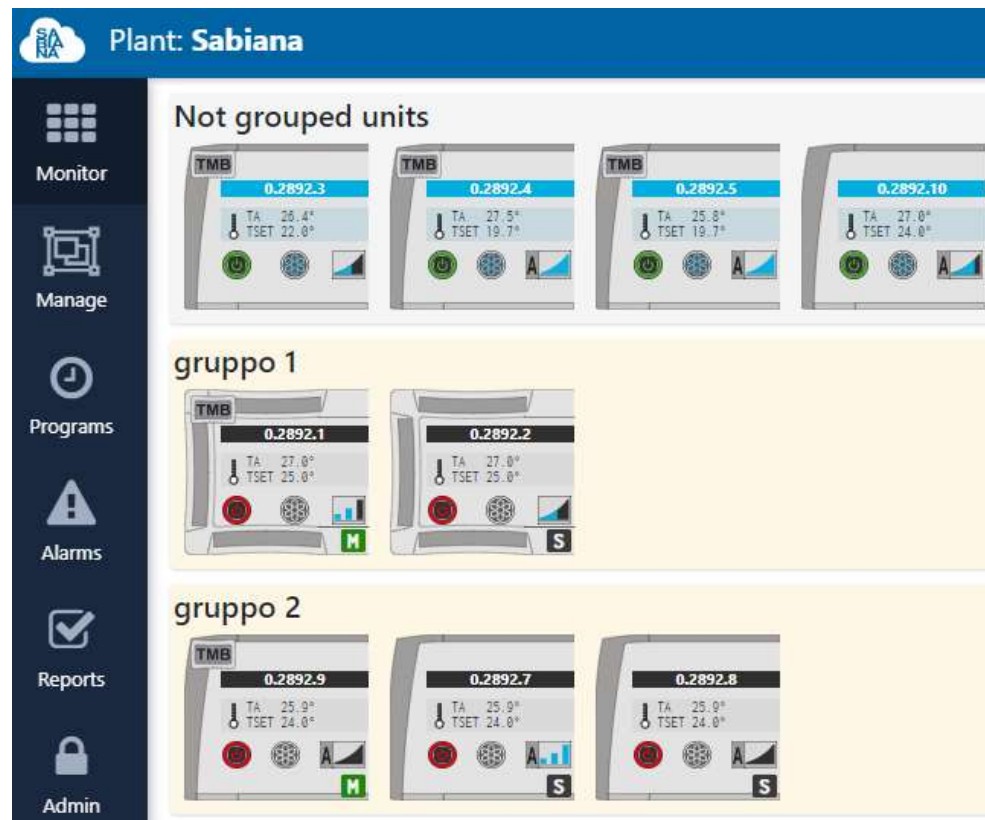 SABIANA
Plant: Sabiana
Monitor
Manage
Programs
Alarms
Reports
Admin
Not grouped units
TMB
0.2892.3
TA 26.4°
TSET 22.0°
TMB
0.2892.4
TA 27.5°
TSET 19.7°
A
TMB
0.2892.5
TA 25.8°
TSET 19.7°
A
0.2892.10
TA 27.0°
TSET 24.0°
A
gruppo 1
TMB
0.2892.1
TA 27.0°
TSET 25.0°
M
0.2892.2
TA 27.0°
TSET 25.0°
S
gruppo 2
TMB
0.2892.9
TA 25.9°
TSET 24.0°
A
M
0.2892.7
TA 25.9°
TSET 24.0°
A
S
0.2892.8
TA 25.9°
TSET 24.0°
A
S